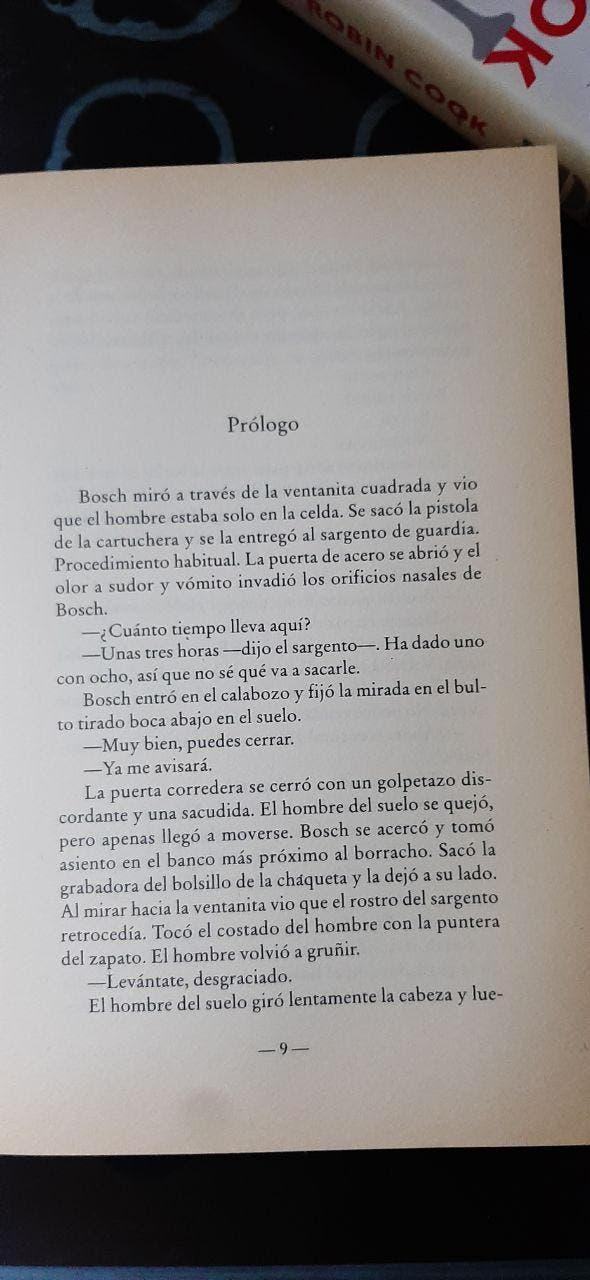 ROBIN COOK
OK
Prólogo
Bosch miró a través de la ventanita cuadrada y vio
que el hombre estaba solo en la celda. Se sacó la pistola
de la cartuchera y se la entregó al sargento de guardia.
Procedimiento habitual. La puerta de acero se abrió y el
olor a sudor y vómito invadió los orificios nasales de
Bosch.
—¿Cuánto tiempo lleva aquí?
—Unas tres horas —dijo el sargento—. Ha dado uno
con ocho, así que no sé qué va a sacarle.
Bosch entró en el calabozo y fijó la mirada en el bul-
to tirado boca abajo en el suelo.
—Muy bien, puedes cerrar.
—Ya me avisará.
La puerta corredera se cerró con un golpetazo dis-
cordante y una sacudida. El hombre del suelo se quejó,
pero apenas llegó a moverse. Bosch se acercó y tomó
asiento en el banco más próximo al borracho. Sacó la
grabadora del bolsillo de la chaqueta y la dejó a su lado.
Al mirar hacia la ventanita vio que el rostro del sargento
retrocedía. Tocó el costado del hombre con la puntera
del zapato. El hombre volvió a gruñir.
—Levántate, desgraciado.
El hombre del suelo giró lentamente la cabeza y lue-
— 9 —